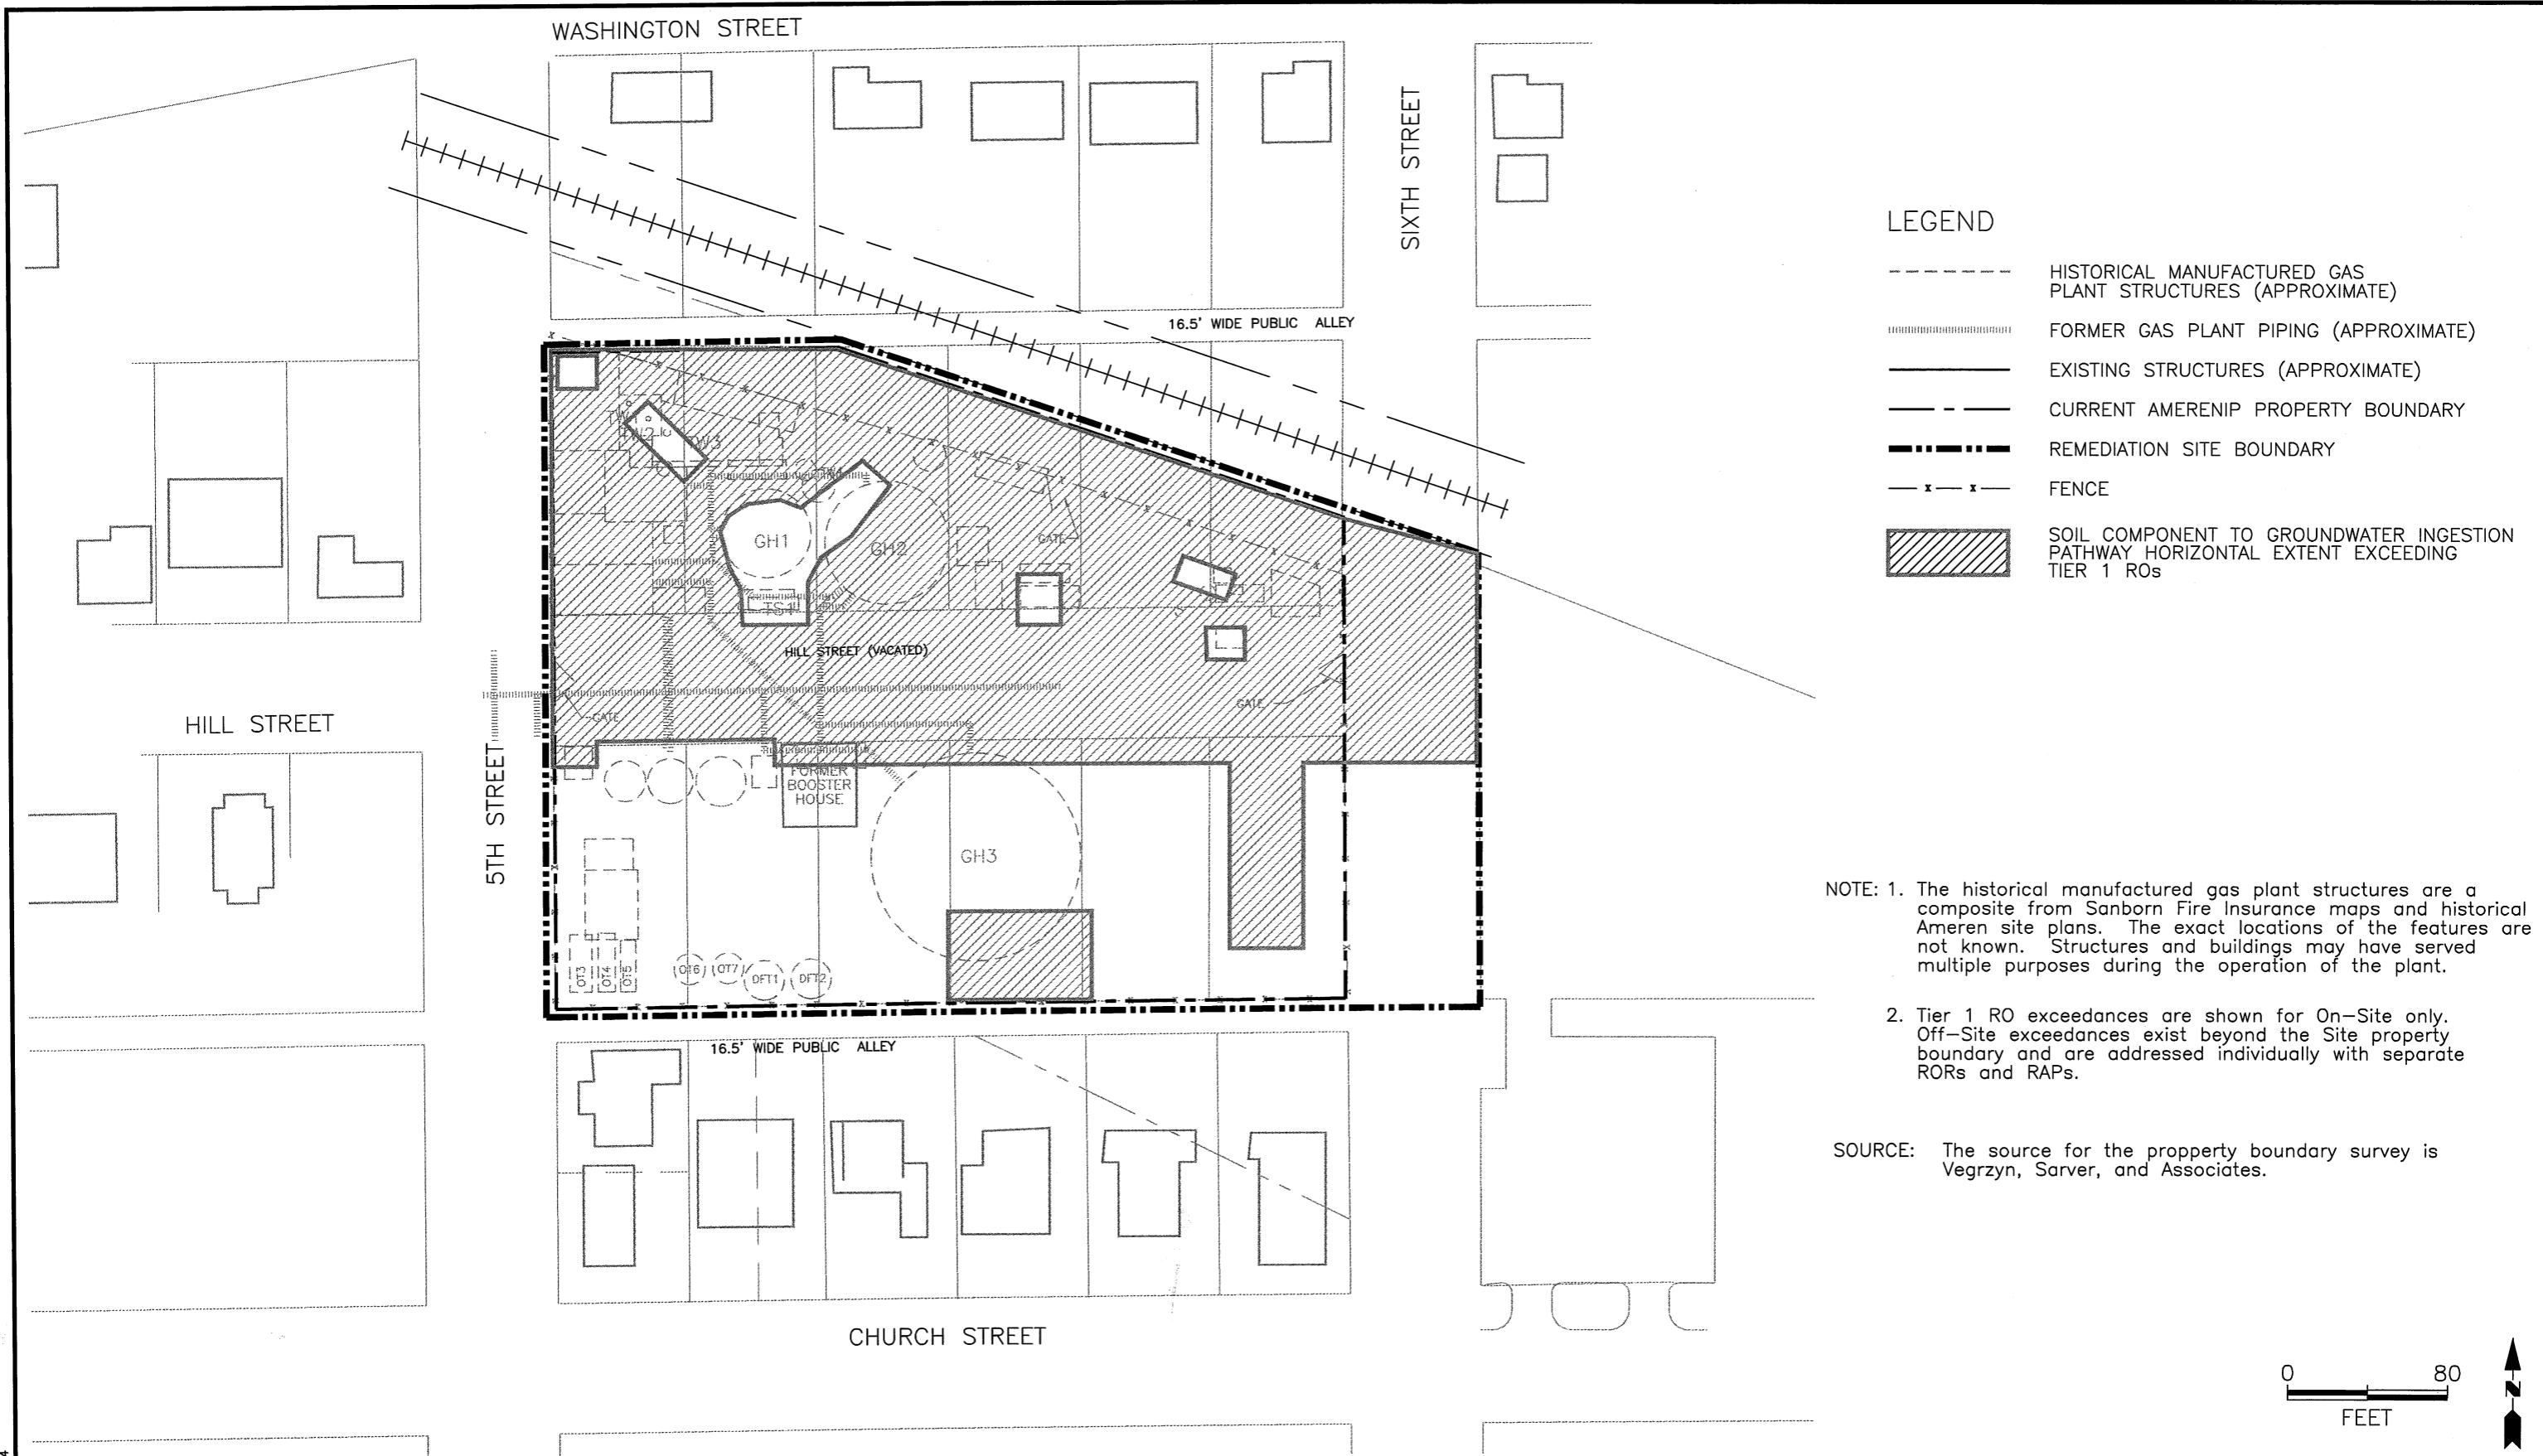 WASHINGTON STREET
SIXTH STREET
16.5' WIDE PUBLIC ALLEY
TW3
GH1
GH2
GATE
TS1
HILL STREET (VACATED)
GATE
GATE
HILL STREET
5TH STREET
FORMER
BOOSTER
HOUSE
GH3
OT3
OT4
OT5
OT6
OT7
DFT1
DFT2
16.5' WIDE PUBLIC ALLEY
CHURCH STREET
LEGEND
HISTORICAL MANUFACTURED GAS
PLANT STRUCTURES (APPROXIMATE)
FORMER GAS PLANT PIPING (APPROXIMATE)
EXISTING STRUCTURES (APPROXIMATE)
CURRENT AMERENIP PROPERTY BOUNDARY
REMEDIATION SITE BOUNDARY
x x FENCE
SOIL COMPONENT TO GROUNDWATER INGESTION
PATHWAY HORIZONTAL EXTENT EXCEEDING
TIER 1 ROs
NOTE: 1. The historical manufactured gas plant structures are a
composite from Sanborn Fire Insurance maps and historical
Ameren site plans. The exact locations of the features are
not known. Structures and buildings may have served
multiple purposes during the operation of the plant.
2. Tier 1 RO exceedances are shown for On-Site only.
Off-Site exceedances exist beyond the Site property
boundary and are addressed individually with separate
RORs and RAPs.
SOURCE: The source for the propperty boundary survey is
Vegrzyn, Sarver, and Associates.
0 80
FEET
N